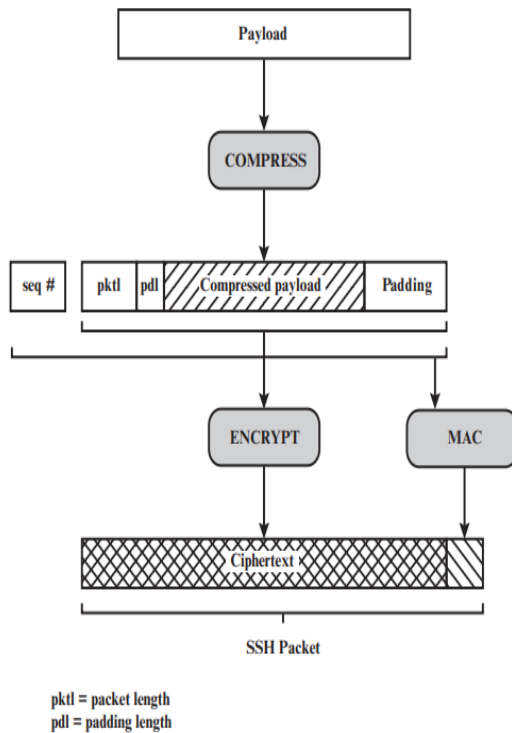 Payload
COMPRESS
seq # pktl pdl Compressed payload Padding
ENCRYPT MAC
Ciphertext
SSH Packet
pktl = packet length
pdl = padding length